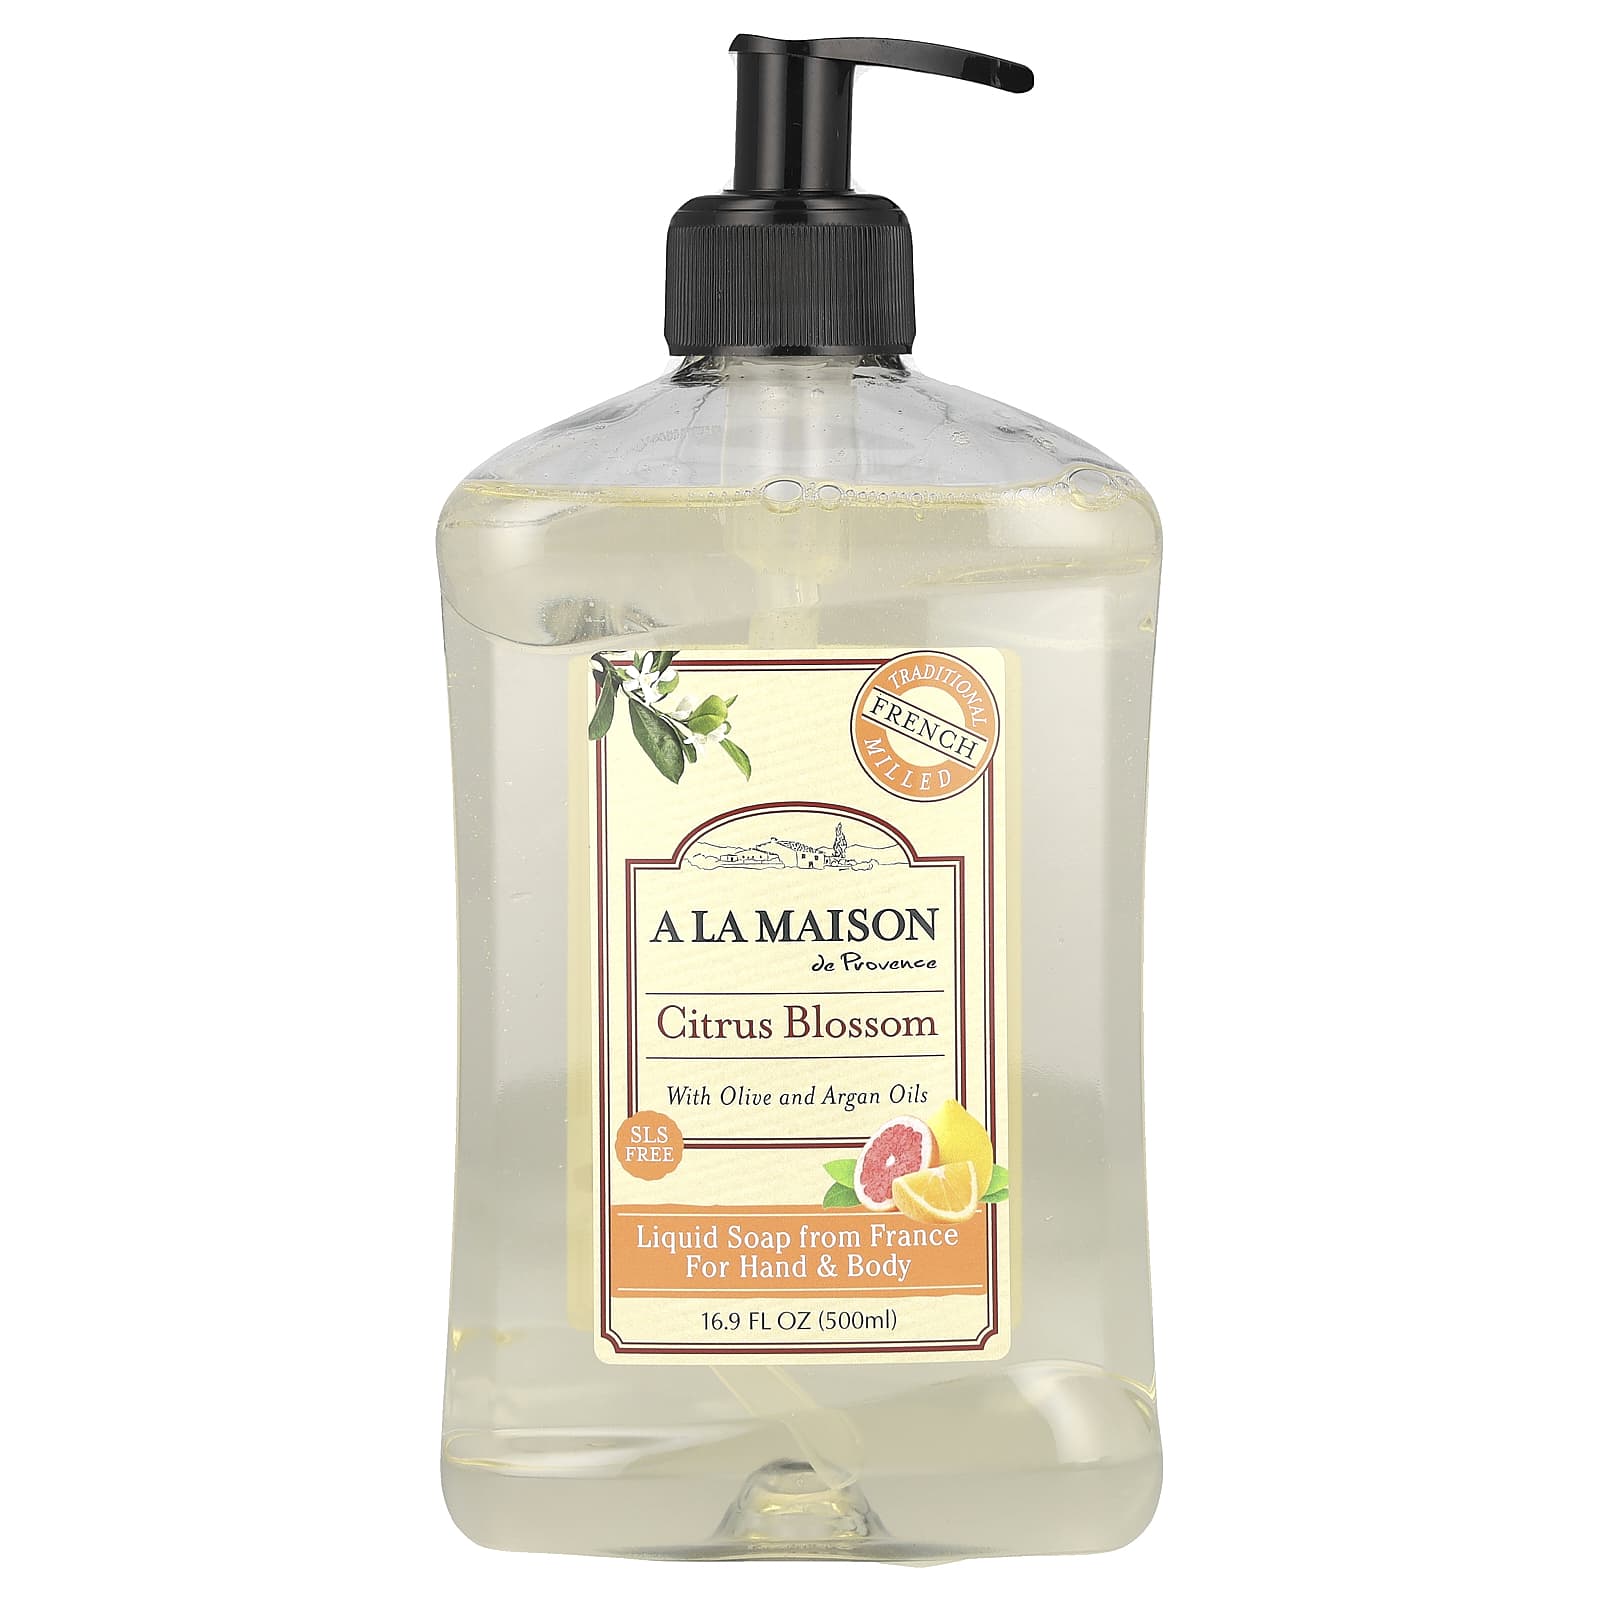 TRADITIONAL
FRENCH
MILLED
A LA MAISON
de Provence
Citrus Blossom
With Olive and Argan Oils
SLS
FREE
Liquid Soap from France
For Hand & Body
16.9 FL OZ (500ml)